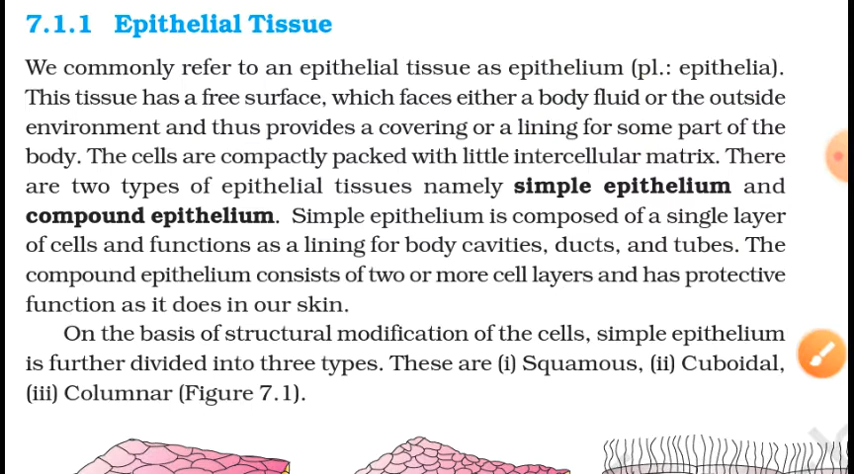 7.1.1 Epithelial Tissue
We commonly refer to an epithelial tissue as epithelium (pl.: epithelia).
This tissue has a free surface, which faces either a body fluid or the outside
environment and thus provides a covering or a lining for some part of the
body. The cells are compactly packed with little intercellular matrix. There
are two types of epithelial tissues namely simple epithelium and
compound epithelium. Simple epithelium is composed of a single layer
of cells and functions as a lining for body cavities, ducts, and tubes. The
compound epithelium consists of two or more cell layers and has protective
function as it does in our skin.
On the basis of structural modification of the cells, simple epithelium
is further divided into three types. These are (i) Squamous, (ii) Cuboidal,
(iii) Columnar (Figure 7.1).